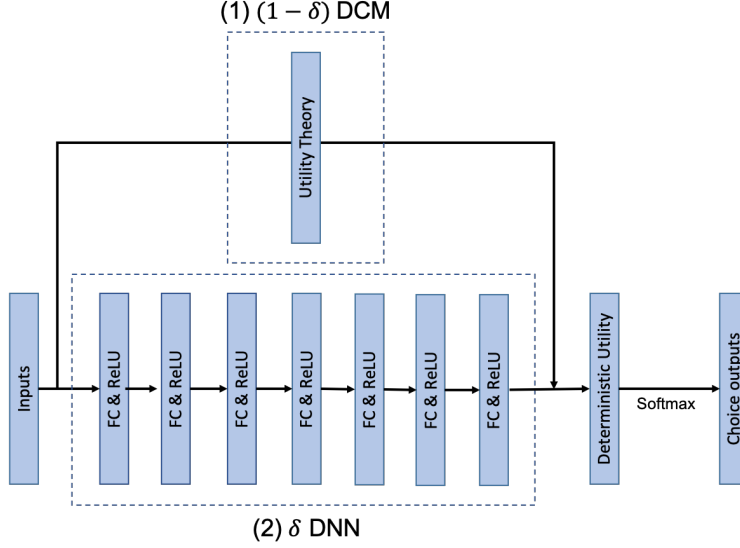 (1) (1 − δ) DCM
Utility Theory
Inputs
FC & ReLU
FC & ReLU
FC & ReLU
FC & ReLU
FC & ReLU
FC & ReLU
FC & ReLU
Deterministic Utility
Softmax
Choice outputs
(2) δ DNN